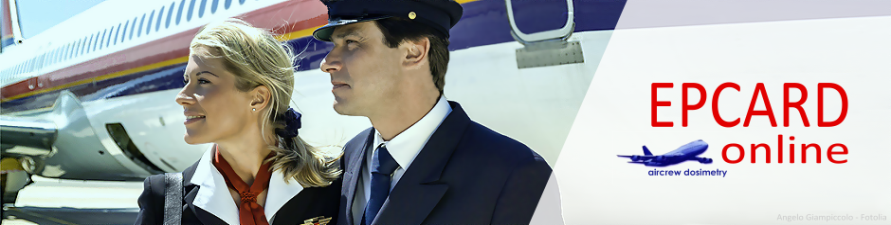 EPCARD
online
aircrew dosimetry
Angelo Giampiccolo - Fotolia